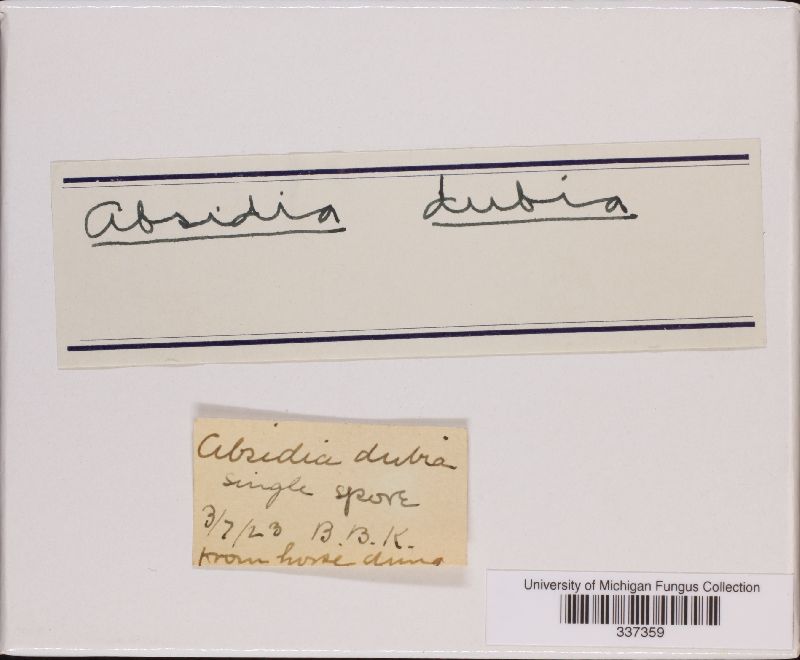 Absidia dubia
Absidia dubia
single spore
3/7/23 B.B.K.
from horse dung
University of Michigan Fungus Collection
337359